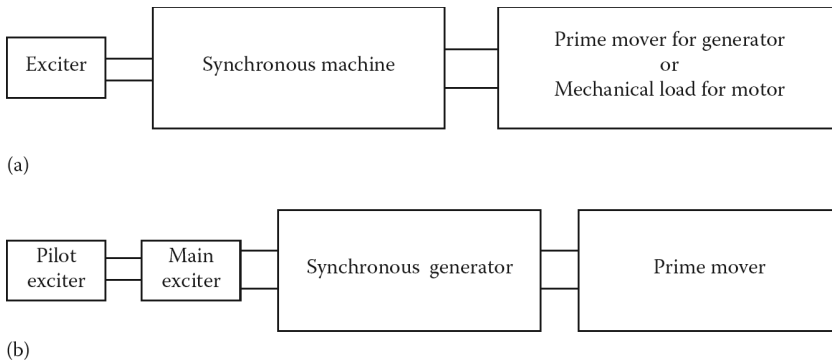 Exciter
Synchronous machine
Prime mover for generator
or
Mechanical load for motor
(a)
Pilot
exciter
Main
exciter
Synchronous generator
Prime mover
(b)